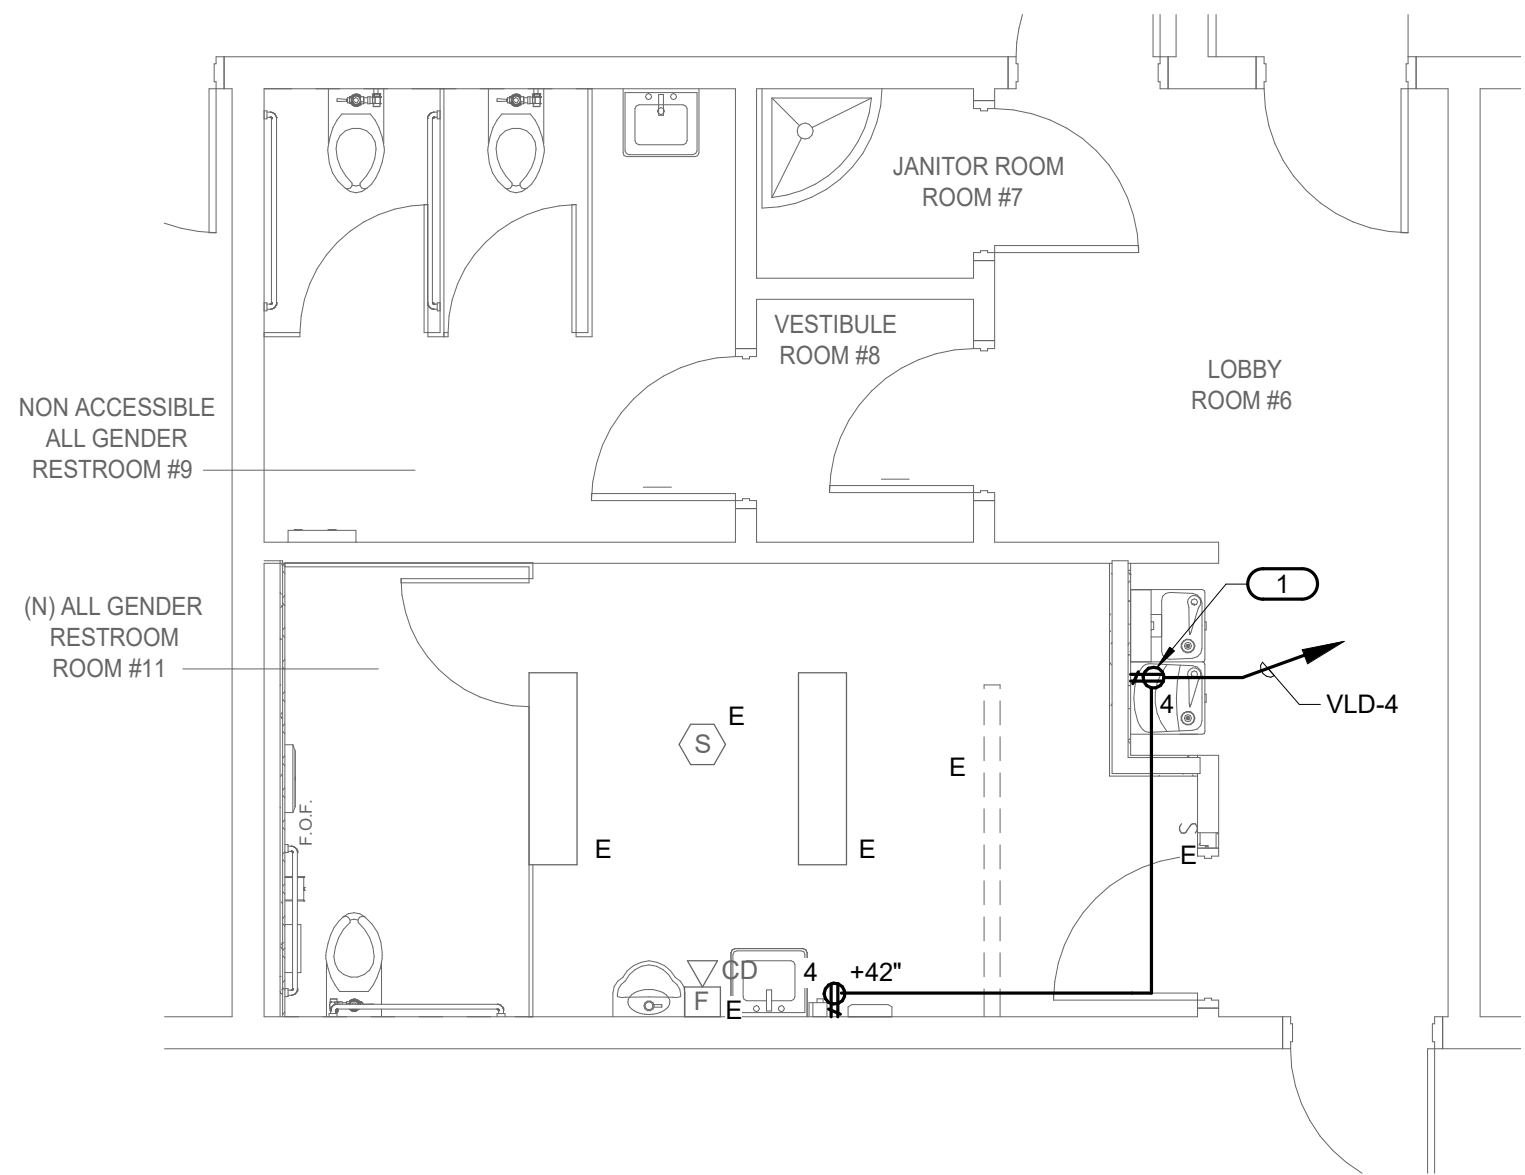 JANITOR ROOM
ROOM #7
VESTIBULE
ROOM #8
LOBBY
ROOM #6
NON ACCESSIBLE
ALL GENDER
RESTROOM #9
(N) ALL GENDER
RESTROOM
ROOM #11
1
4
VLD-4
E
S
E
F.O.F.
E
E
S
E
CD
F
E
4
+42"